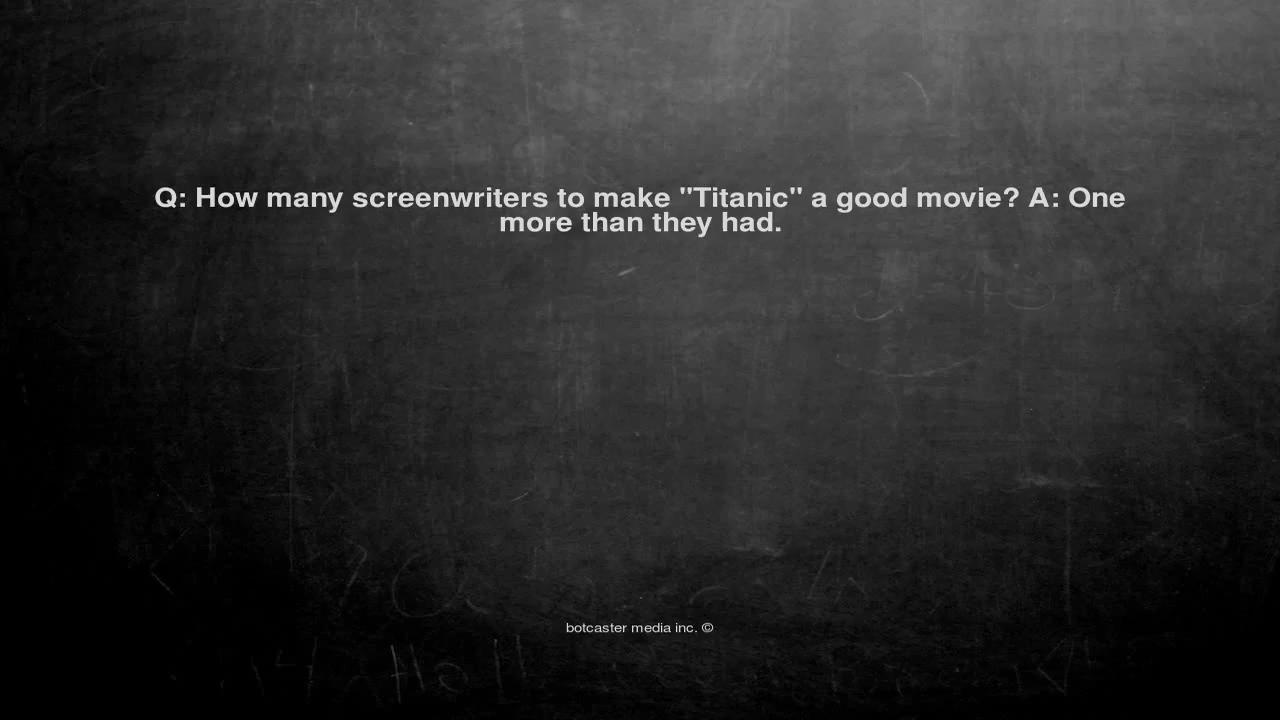 Q: How many screenwriters to make "Titanic" a good movie? A: One
more than they had.
botcaster media inc. ©